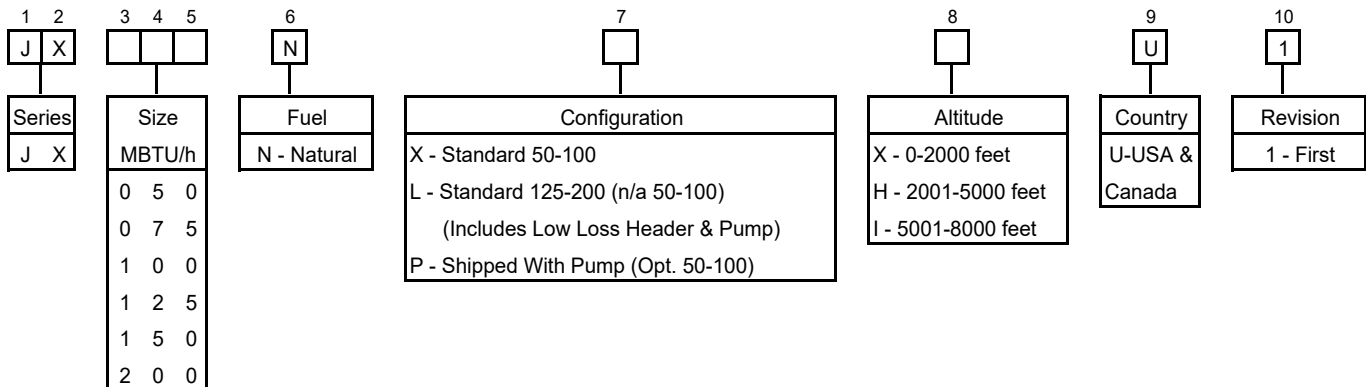 1 2 3 4 5 6 7 8 9 10
J X N U 1
Series Size Fuel Configuration Altitude Country Revision
J X MBTU/h N - Natural X - Standard 50-100 X - 0-2000 feet U-USA & 1 - First
0 5 0 L - Standard 125-200 (n/a 50-100) H - 2001-5000 feet Canada
0 7 5 (Includes Low Loss Header & Pump) I - 5001-8000 feet
1 0 0 P - Shipped With Pump (Opt. 50-100)
1 2 5
1 5 0
2 0 0